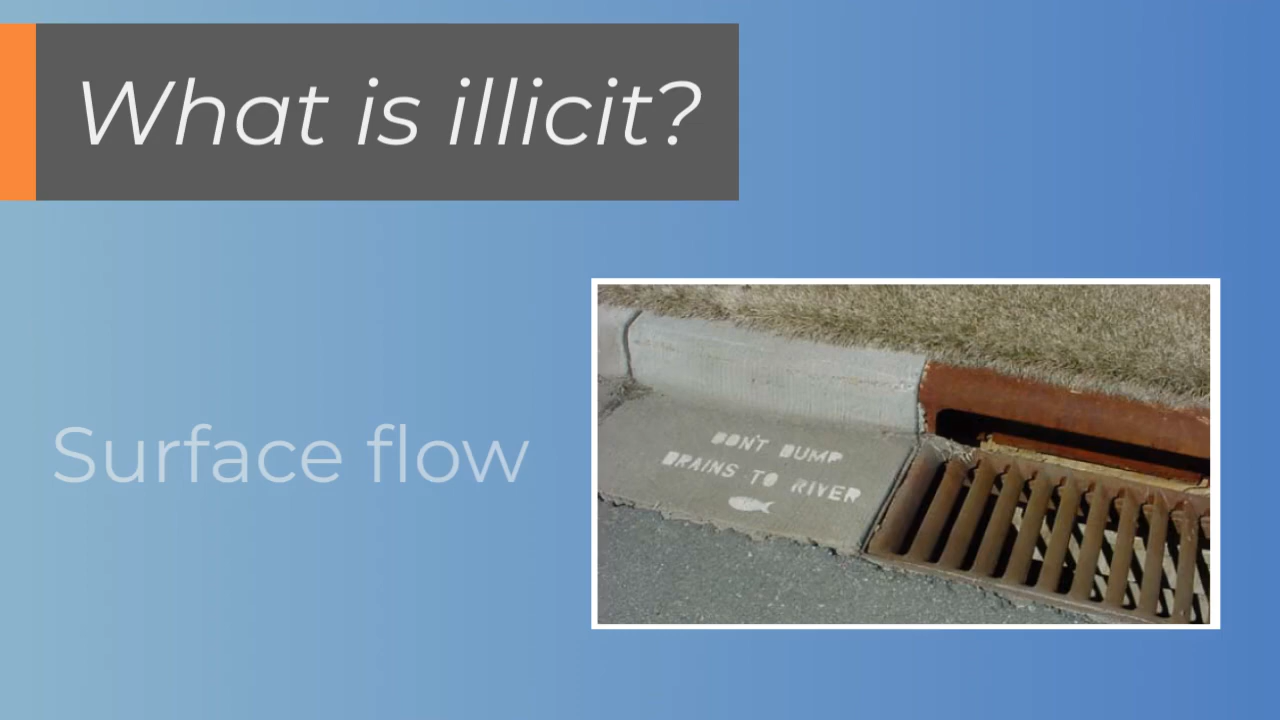 What is illicit?
Surface flow
DON'T DUMP
DRAINS TO RIVER